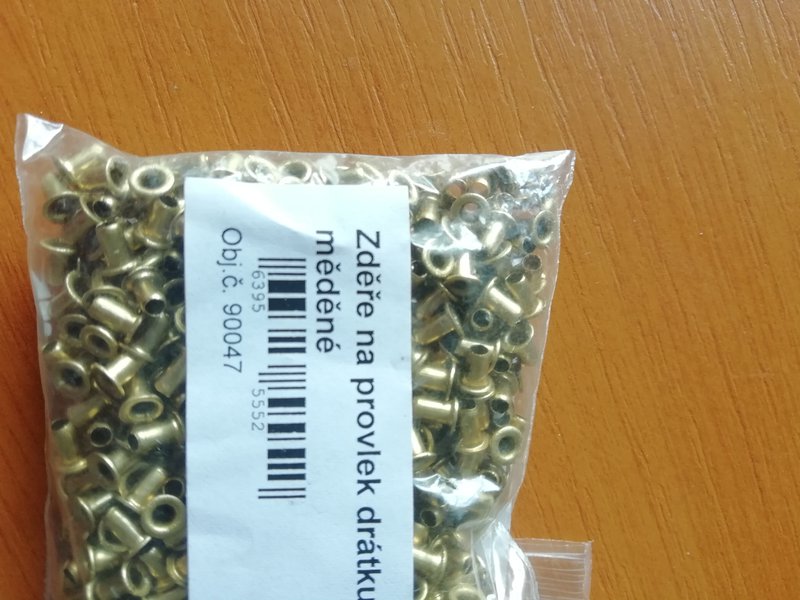 Zděře na provlek drátku
měděné
6395 5552
Obj.č. 90047